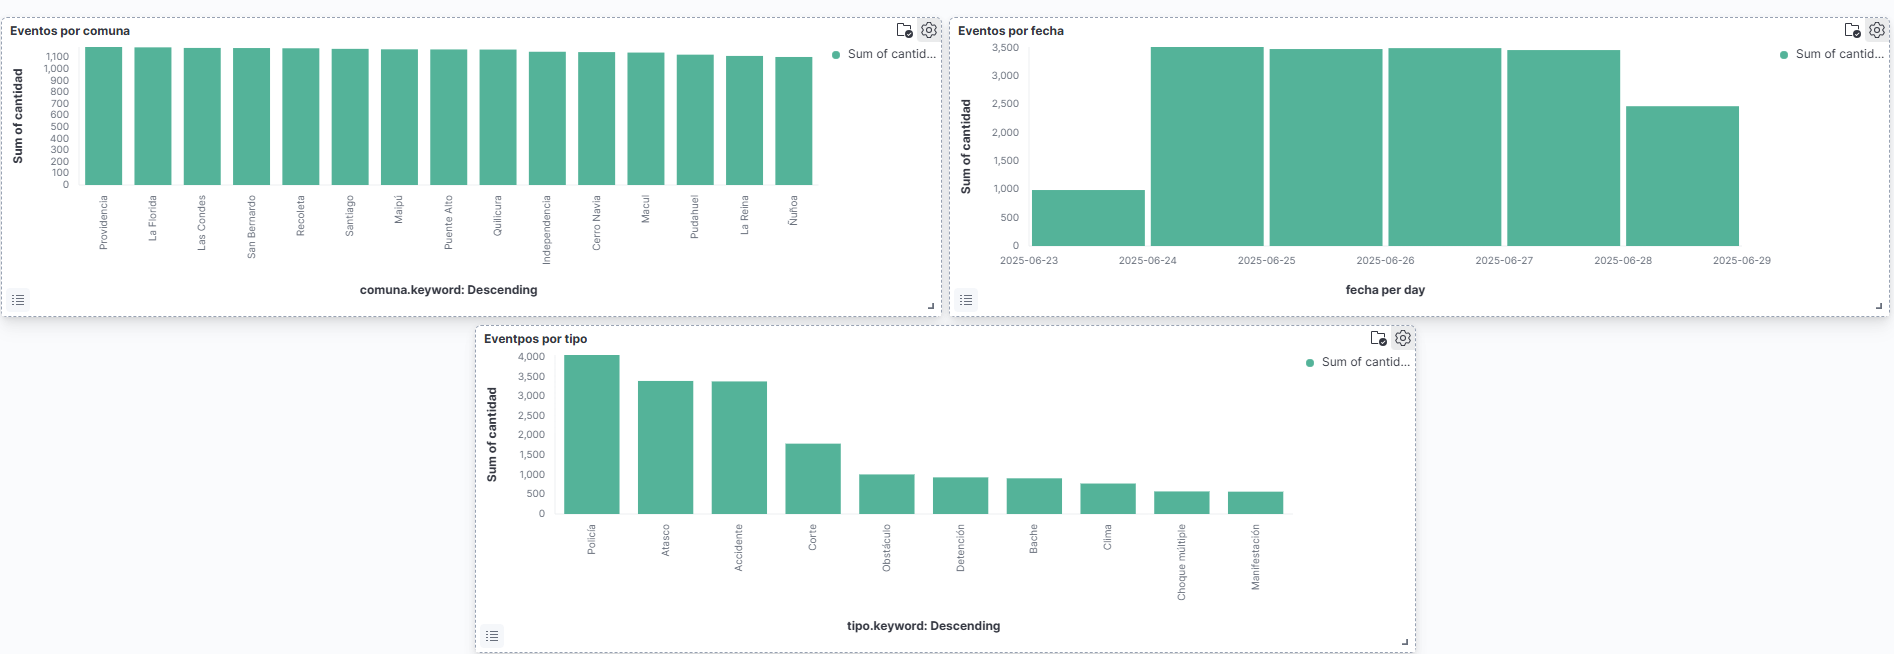 Eventos por comuna
Sum of cantid...
1,100
1,000
900
800
700
600
500
400
300
200
100
0
Sum of cantidad
Providencia
La Florida
Las Condes
San Bernardo
Recoleta
Santiago
Maipú
Puente Alto
Quilicura
Independencia
Cerro Navia
Macul
Pudahuel
La Reina
Ñuñoa
comuna.keyword: Descending
Eventos por fecha
Sum of cantid...
3,500
3,000
2,500
2,000
1,500
1,000
500
0
Sum of cantidad
2025-06-23
2025-06-24
2025-06-25
2025-06-26
2025-06-27
2025-06-28
2025-06-29
fecha per day
Eventpos por tipo
Sum of cantid...
4,000
3,500
3,000
2,500
2,000
1,500
1,000
500
0
Sum of cantidad
Policía
Atasco
Accidente
Corte
Obstáculo
Detención
Bache
Clima
Choque múltiple
Manifestación
tipo.keyword: Descending